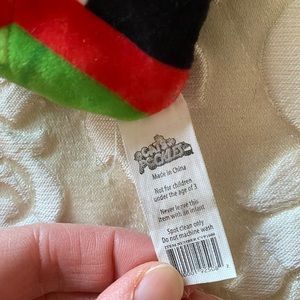 Made in China
Not for children
under the age of 3
Never leave this
item with an infant
Spot clean only
Do not machine wash